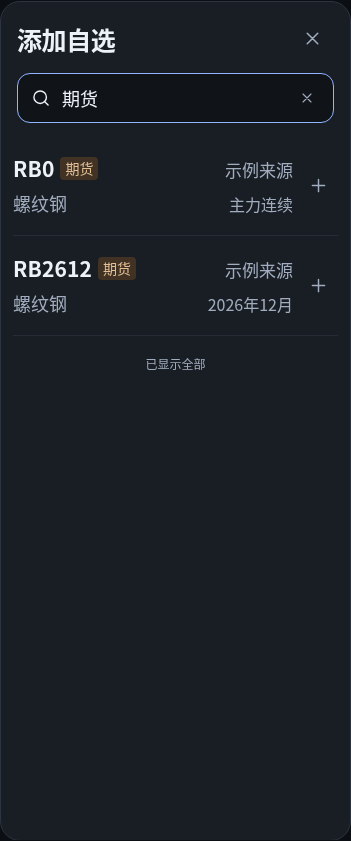 添加自选
期货
RB0 期货 示例来源
螺纹钢 主力连续
RB2612 期货 示例来源
螺纹钢 2026年12月
已显示全部